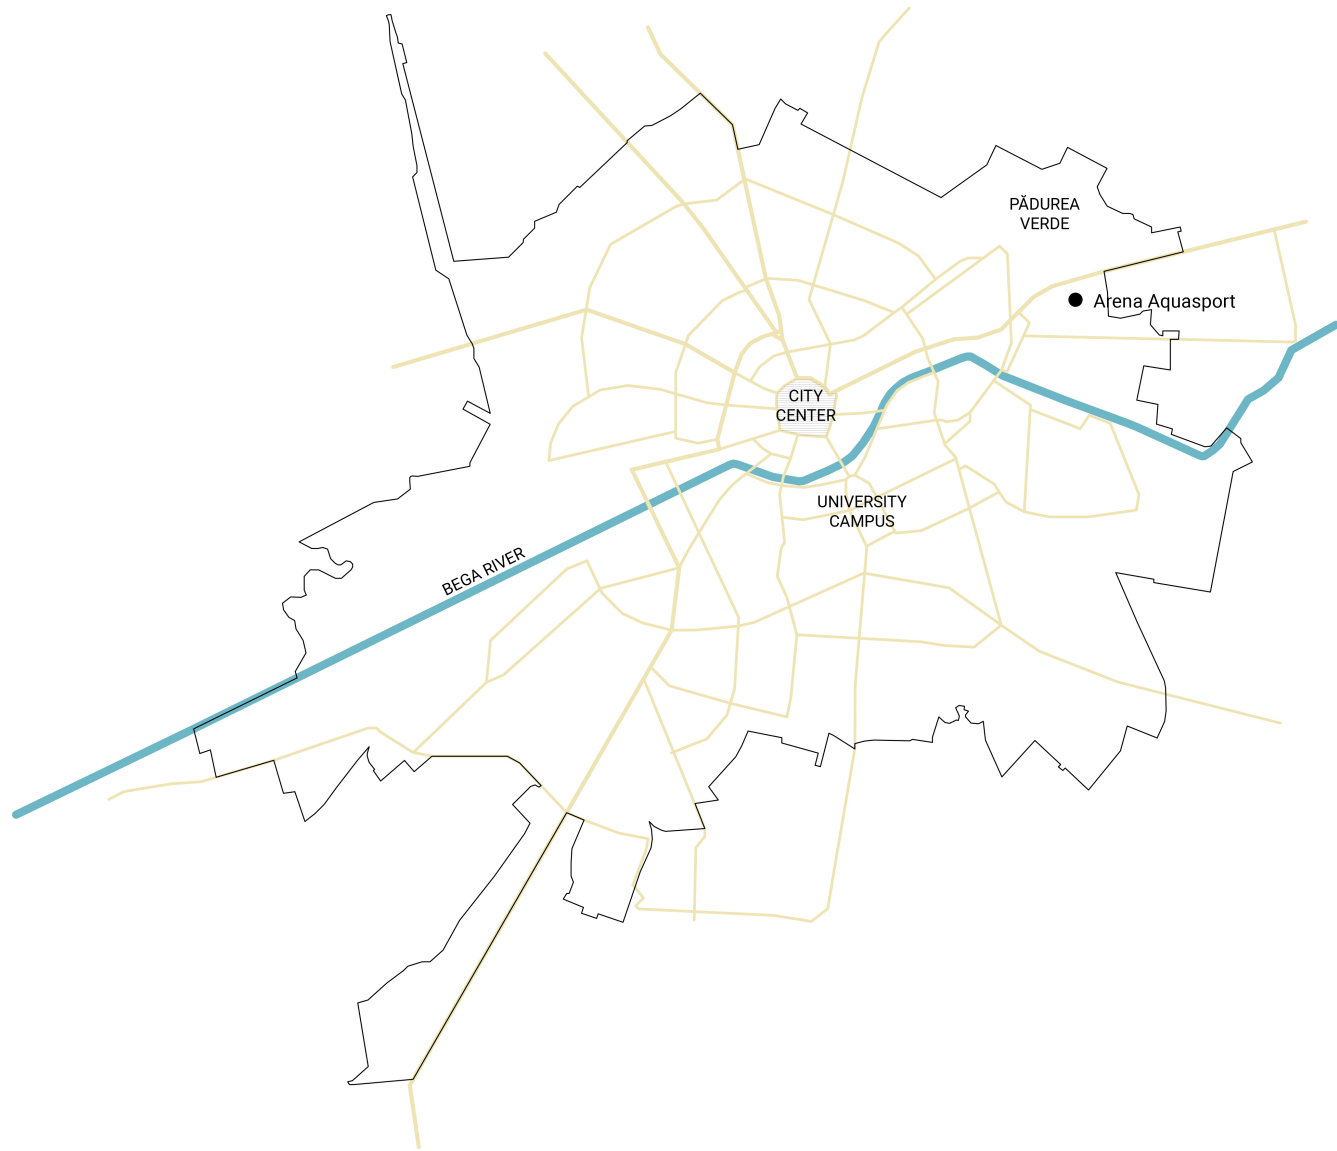 PĂDUREA
VERDE
Arena Aquasport
CITY
CENTER
UNIVERSITY
CAMPUS
BEGA RIVER